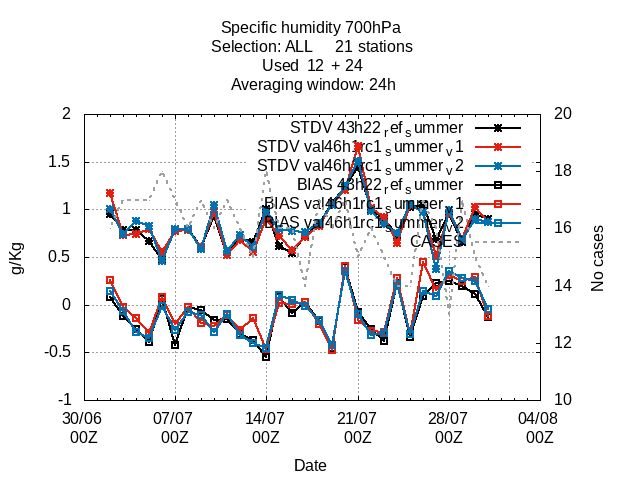 Specific humidity 700hPa
Selection: ALL 21 stations
Used 12 + 24
Averaging window: 24h
2
1.5
1
0.5
0
-0.5
-1
20
18
16
14
12
10
g/Kg
No cases
STDV 43h22_ref_summer
STDV val46h1rc1_summer_v1
STDV val46h1rc1_summer_v2
BIAS 43h22_ref_summer
BIAS val46h1rc1_summer_v1
BIAS val46h1rc1_summer_v2
CASES
30/06 07/07 14/07 21/07 28/07 04/08
00Z 00Z 00Z 00Z 00Z 00Z
Date